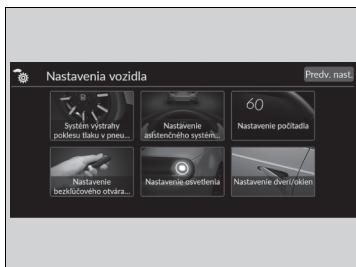 Nastavenia vozidla
Predv. nast.
Systém výstrahy
poklesu tlaku v pneu...
Nastavenie
asistenčného systém...
60
Nastavenie počítadla
Nastavenie
bezkľúčového otvára...
Nastavenie osvetlenia
Nastavenie dverí/okien